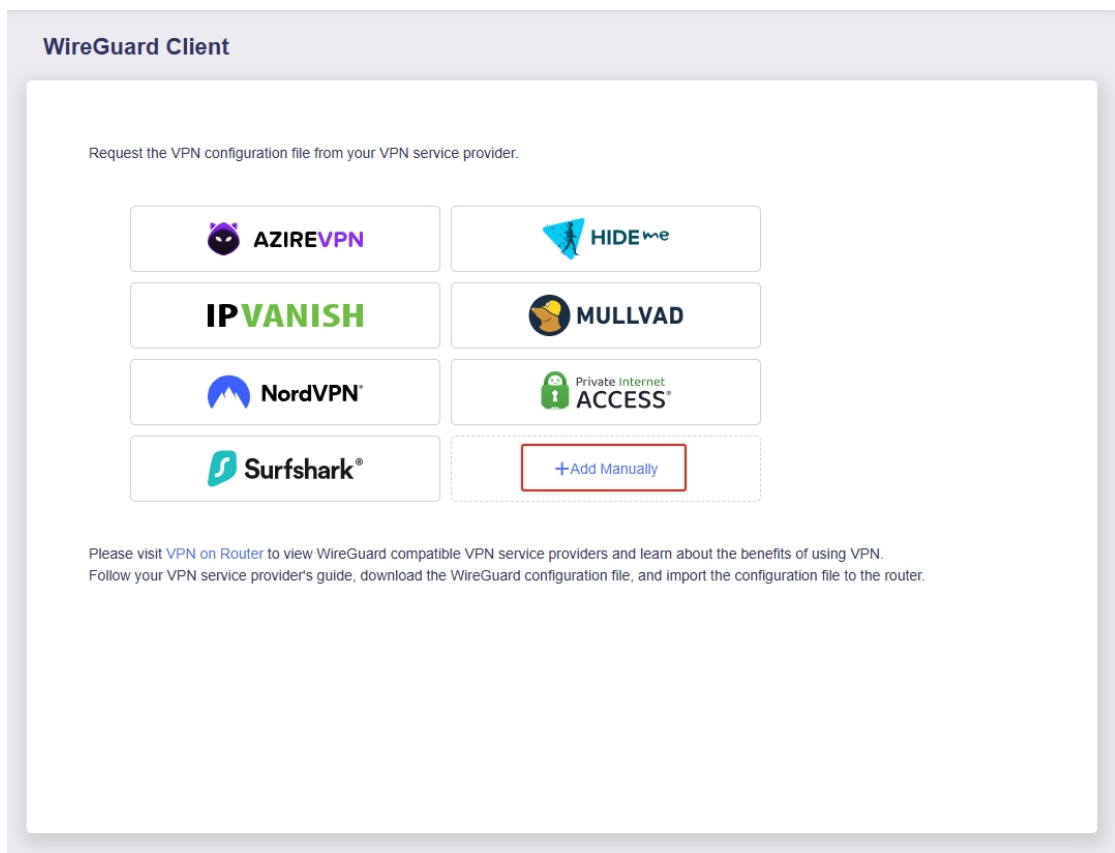 WireGuard Client
Request the VPN configuration file from your VPN service provider.
AZIREVPN
HIDE me
IPVANISH
MULLVAD
NordVPN®
Private Internet
ACCESS®
Surfshark®
+Add Manually
Please visit VPN on Router to view WireGuard compatible VPN service providers and learn about the benefits of using VPN.
Follow your VPN service provider's guide, download the WireGuard configuration file, and import the configuration file to the router.